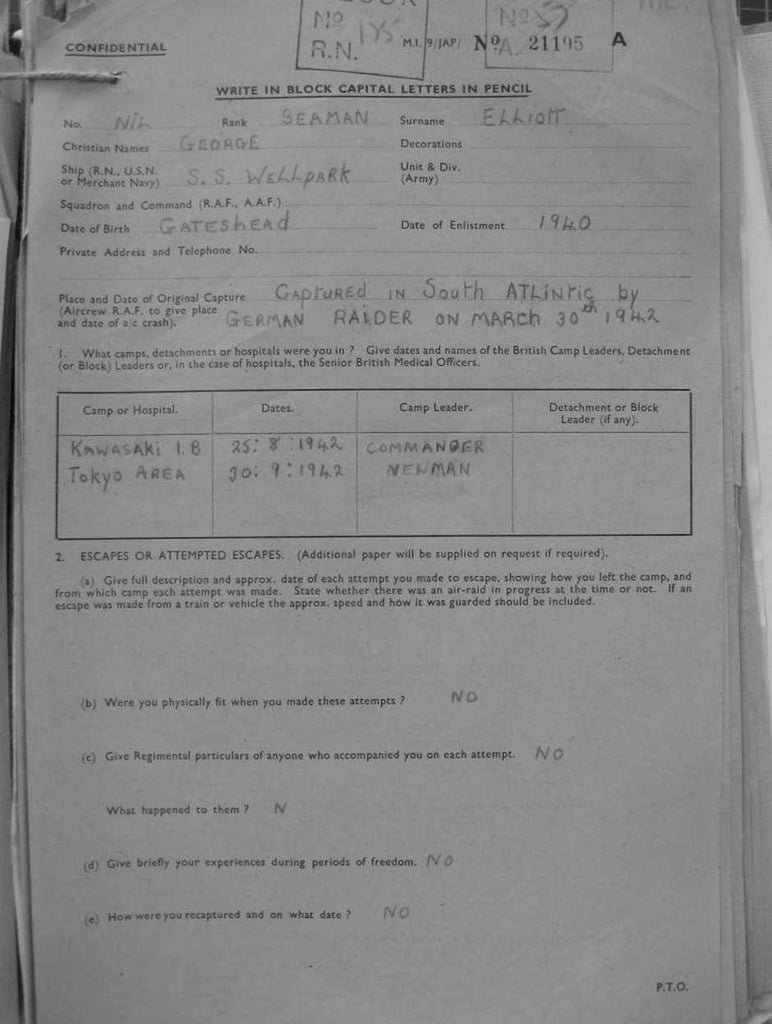 No
R.N. 185 M.I. 9/JAP/ No A 21195 A
CONFIDENTIAL
WRITE IN BLOCK CAPITAL LETTERS IN PENCIL
No. NIL Rank SEAMAN Surname ELLIOTT
Christian Names GEORGE Decorations
Ship (R.N., U.S.N. or Merchant Navy) S.S. WELLPARK Unit & Div. (Army)
Squadron and Command (R.A.F., A.A.F.)
Date of Birth GATESHEAD Date of Enlistment 1940
Private Address and Telephone No.
Place and Date of Original Capture CAPTURED IN SOUTH ATLINTIC by
(Aircrew R.A.F. to give place and date of a/c crash). GERMAN RAIDER ON MARCH 30th 1942
1. What camps, detachments or hospitals were you in ? Give dates and names of the British Camp Leaders, Detachment
(or Block) Leaders or, in the case of hospitals, the Senior British Medical Officers.
Camp or Hospital. Dates. Camp Leader. Detachment or Block Leader (if any).
KAWASAKI 1.B 25:8:1942 COMMANDER
TOKYO AREA 30:9:1942 NEWMAN
2. ESCAPES OR ATTEMPTED ESCAPES. (Additional paper will be supplied on request if required).
(a) Give full description and approx. date of each attempt you made to escape, showing how you left the camp, and
from which camp each attempt was made. State whether there was an air-raid in progress at the time or not. If an
escape was made from a train or vehicle the approx. speed and how it was guarded should be included.
(b) Were you physically fit when you made these attempts ? NO
(c) Give Regimental particulars of anyone who accompanied you on each attempt. NO
What happened to them ? N
(d) Give briefly your experiences during periods of freedom. NO
(e) How were you recaptured and on what date ? NO
P.T.O.